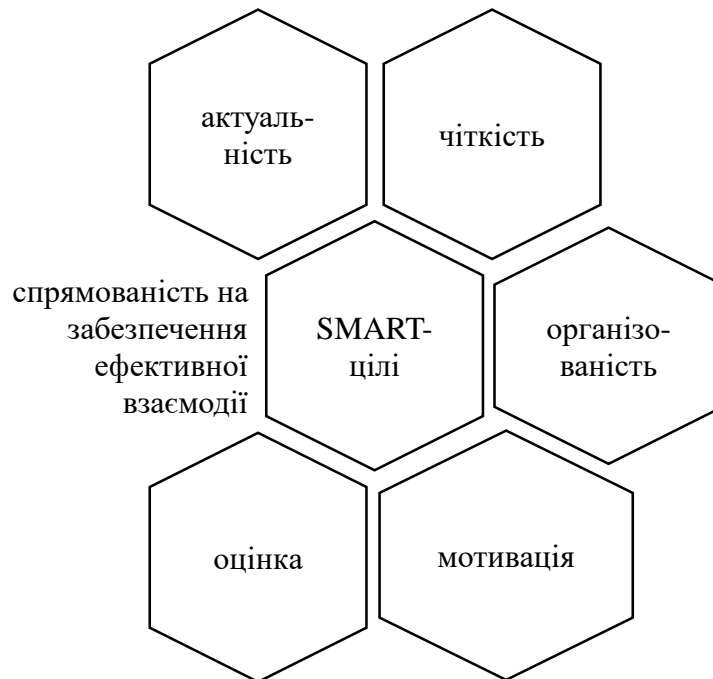 актуаль-
ність
чіткість
спрямованість на
забезпечення
ефективної
взаємодії
SMART-
цілі
організо-
ваність
оцінка
мотивація